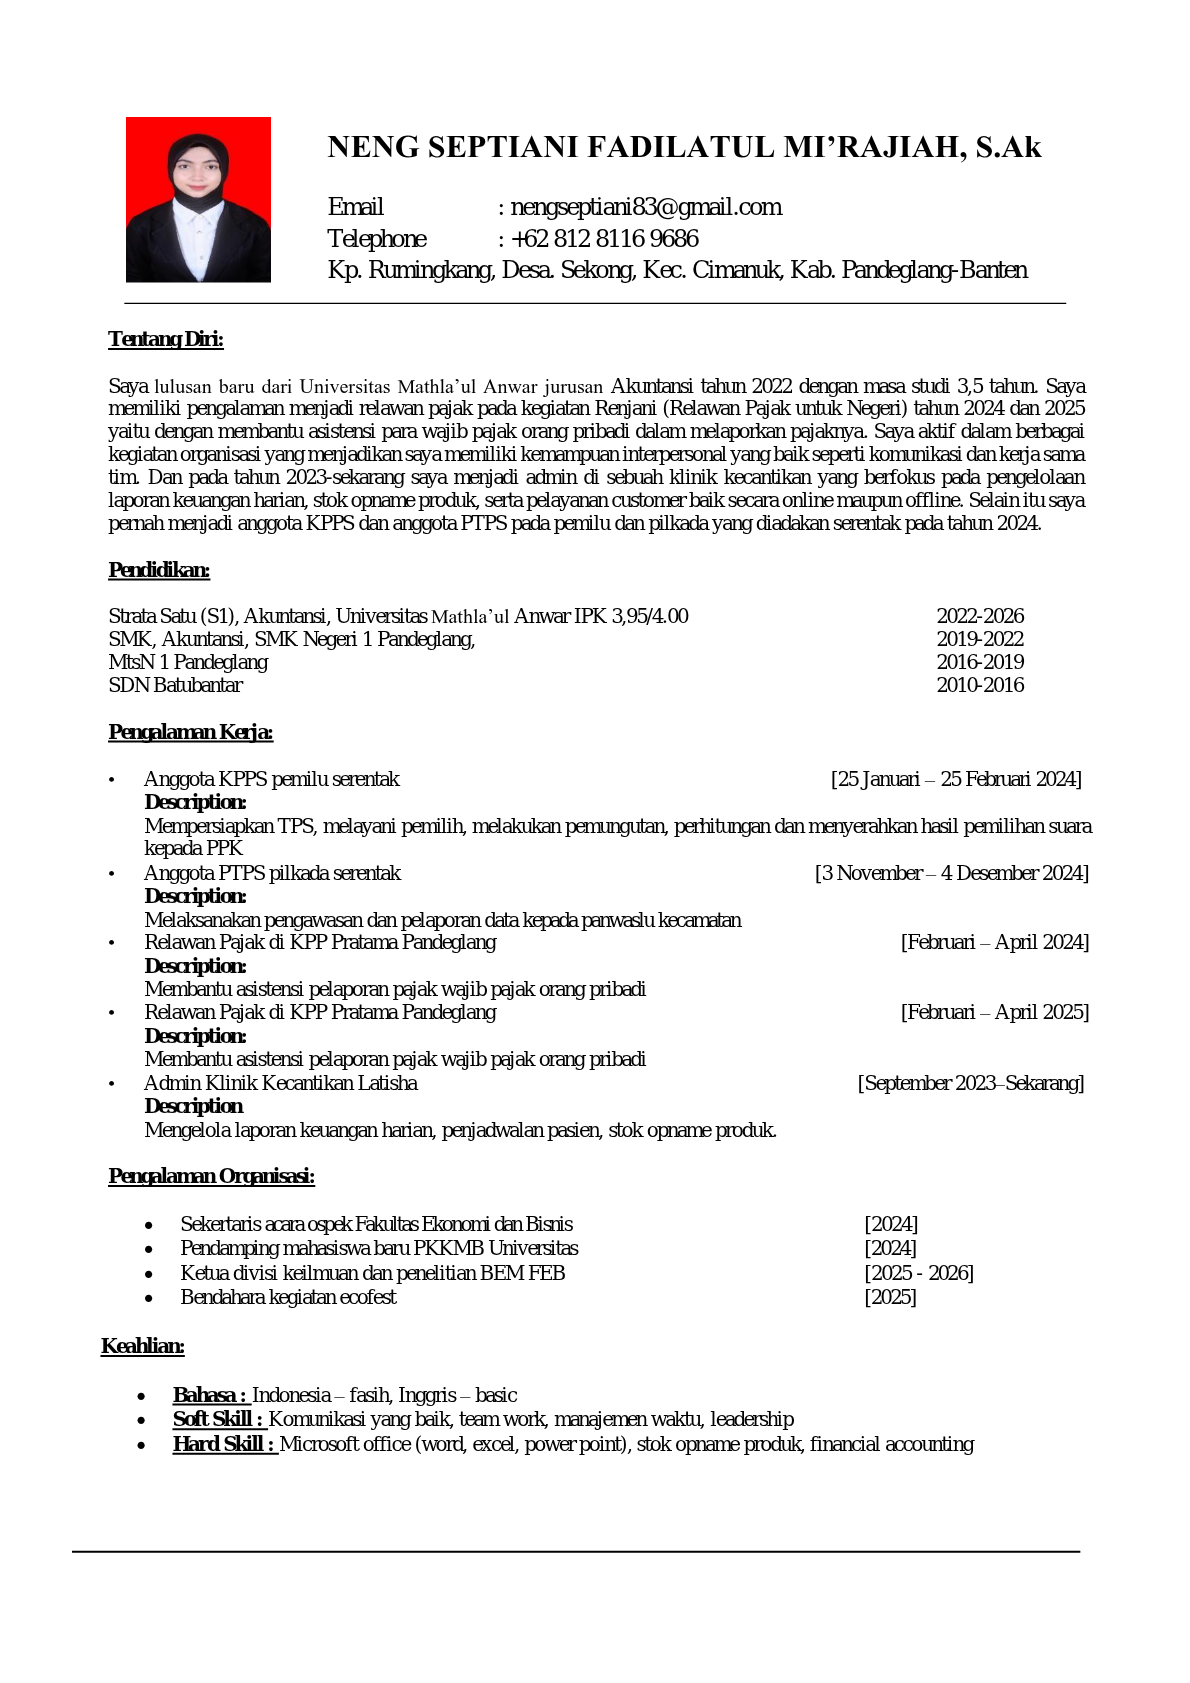 NENG SEPTIANI FADILATUL MI’RAJIAH, S.Ak
Email : nengseptiani83@gmail.com
Telephone : +62 812 8116 9686
Kp. Rumingkang, Desa. Sekong, Kec. Cimanuk, Kab. Pandeglang-Banten
Tentang Diri:
Saya lulusan baru dari Universitas Mathla’ul Anwar jurusan Akuntansi tahun 2022 dengan masa studi 3,5 tahun. Saya
memiliki pengalaman menjadi relawan pajak pada kegiatan Renjani (Relawan Pajak untuk Negeri) tahun 2024 dan 2025
yaitu dengan membantu asistensi para wajib pajak orang pribadi dalam melaporkan pajaknya. Saya aktif dalam berbagai
kegiatan organisasi yang menjadikan saya memiliki kemampuan interpersonal yang baik seperti komunikasi dan kerja sama
tim. Dan pada tahun 2023-sekarang saya menjadi admin di sebuah klinik kecantikan yang berfokus pada pengelolaan
laporan keuangan harian, stok opname produk, serta pelayanan customer baik secara online maupun offline. Selain itu saya
pernah menjadi anggota KPPS dan anggota PTPS pada pemilu dan pilkada yang diadakan serentak pada tahun 2024.
Pendidikan:
Strata Satu (S1), Akuntansi, Universitas Mathla’ul Anwar IPK 3,95/4.00 2022-2026
SMK, Akuntansi, SMK Negeri 1 Pandeglang, 2019-2022
MtsN 1 Pandeglang 2016-2019
SDN Batubantar 2010-2016
Pengalaman Kerja:
• Anggota KPPS pemilu serentak [25 Januari – 25 Februari 2024]
Description:
Mempersiapkan TPS, melayani pemilih, melakukan pemungutan, perhitungan dan menyerahkan hasil pemilihan suara
kepada PPK
• Anggota PTPS pilkada serentak [3 November – 4 Desember 2024]
Description:
Melaksanakan pengawasan dan pelaporan data kepada panwaslu kecamatan
• Relawan Pajak di KPP Pratama Pandeglang [Februari – April 2024]
Description:
Membantu asistensi pelaporan pajak wajib pajak orang pribadi
• Relawan Pajak di KPP Pratama Pandeglang [Februari – April 2025]
Description:
Membantu asistensi pelaporan pajak wajib pajak orang pribadi
• Admin Klinik Kecantikan Latisha [September 2023–Sekarang]
Description
Mengelola laporan keuangan harian, penjadwalan pasien, stok opname produk.
Pengalaman Organisasi:
• Sekertaris acara ospek Fakultas Ekonomi dan Bisnis [2024]
• Pendamping mahasiswa baru PKKMB Universitas [2024]
• Ketua divisi keilmuan dan penelitian BEM FEB [2025 - 2026]
• Bendahara kegiatan ecofest [2025]
Keahlian:
• Bahasa : Indonesia – fasih, Inggris – basic
• Soft Skill : Komunikasi yang baik, team work, manajemen waktu, leadership
• Hard Skill : Microsoft office (word, excel, power point), stok opname produk, financial accounting